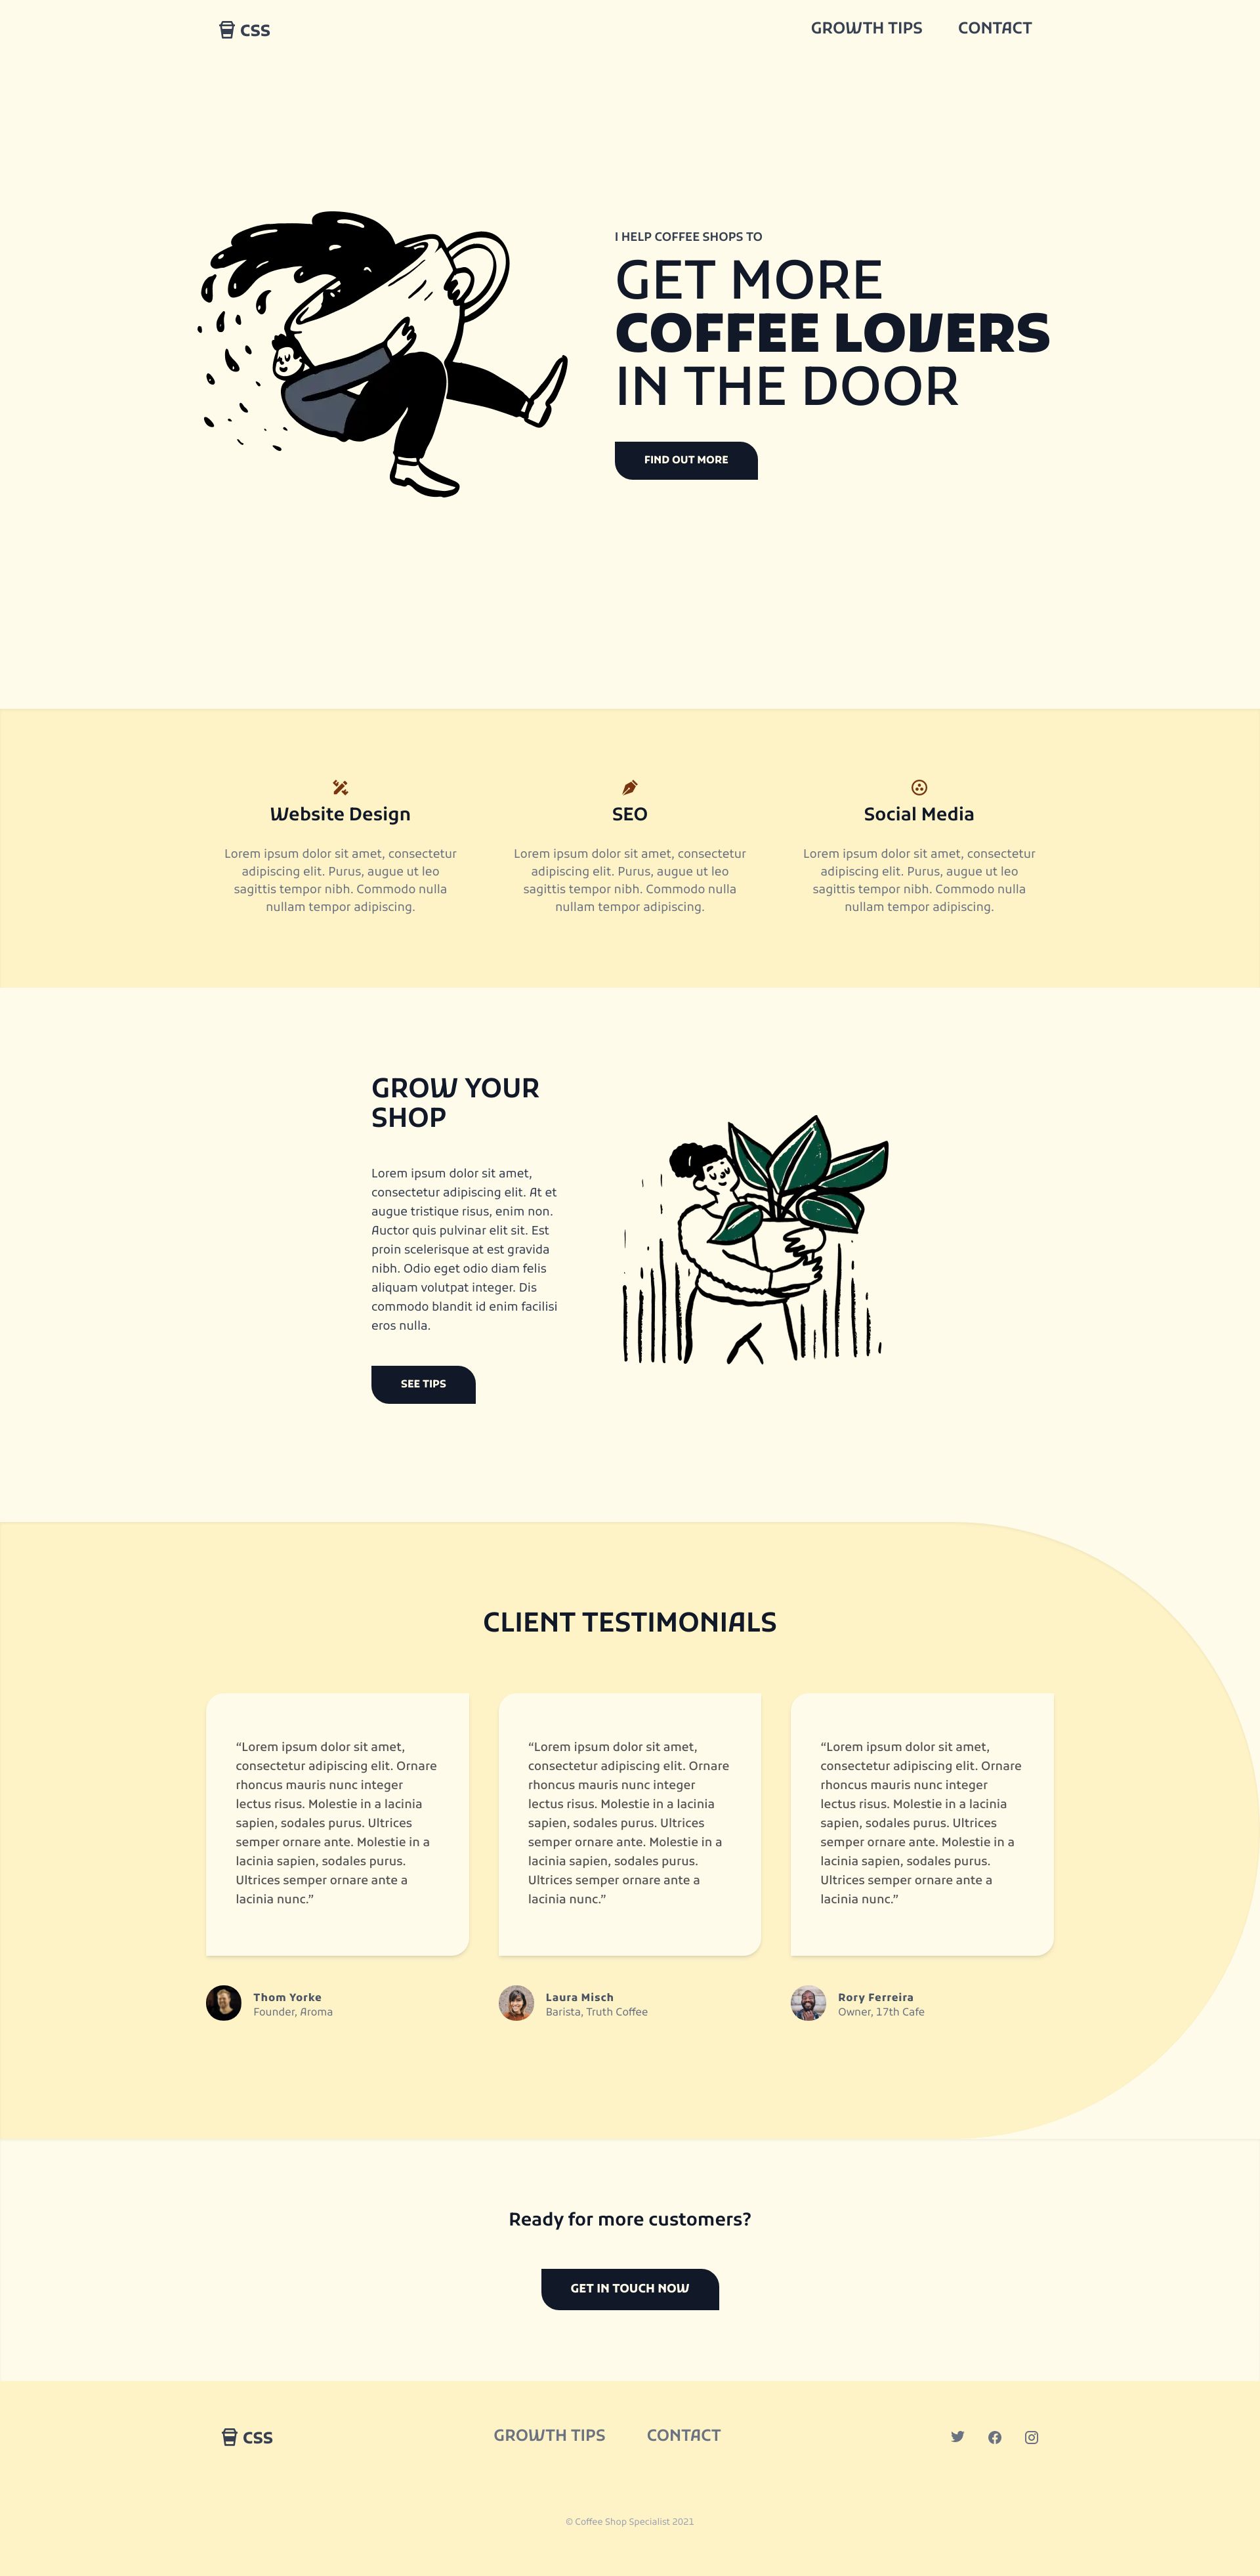 CSS
GROWTH TIPS
CONTACT
I HELP COFFEE SHOPS TO
GET MORE
COFFEE LOVERS
IN THE DOOR
FIND OUT MORE
Website Design
Lorem ipsum dolor sit amet, consectetur
adipiscing elit. Purus, augue ut leo
sagittis tempor nibh. Commodo nulla
nullam tempor adipiscing.
SEO
Lorem ipsum dolor sit amet, consectetur
adipiscing elit. Purus, augue ut leo
sagittis tempor nibh. Commodo nulla
nullam tempor adipiscing.
Social Media
Lorem ipsum dolor sit amet, consectetur
adipiscing elit. Purus, augue ut leo
sagittis tempor nibh. Commodo nulla
nullam tempor adipiscing.
GROW YOUR
SHOP
Lorem ipsum dolor sit amet,
consectetur adipiscing elit. At et
augue tristique risus, enim non.
Auctor quis pulvinar elit sit. Est
proin scelerisque at est gravida
nibh. Odio eget odio diam felis
aliquam volutpat integer. Dis
commodo blandit id enim facilisi
eros nulla.
SEE TIPS
CLIENT TESTIMONIALS
“Lorem ipsum dolor sit amet,
consectetur adipiscing elit. Ornare
rhoncus mauris nunc integer
lectus risus. Molestie in a lacinia
sapien, sodales purus. Ultrices
semper ornare ante. Molestie in a
lacinia sapien, sodales purus.
Ultrices semper ornare ante a
lacinia nunc.”
Thom Yorke
Founder, Aroma
“Lorem ipsum dolor sit amet,
consectetur adipiscing elit. Ornare
rhoncus mauris nunc integer
lectus risus. Molestie in a lacinia
sapien, sodales purus. Ultrices
semper ornare ante. Molestie in a
lacinia sapien, sodales purus.
Ultrices semper ornare ante a
lacinia nunc.”
Laura Misch
Barista, Truth Coffee
“Lorem ipsum dolor sit amet,
consectetur adipiscing elit. Ornare
rhoncus mauris nunc integer
lectus risus. Molestie in a lacinia
sapien, sodales purus. Ultrices
semper ornare ante. Molestie in a
lacinia sapien, sodales purus.
Ultrices semper ornare ante a
lacinia nunc.”
Rory Ferreira
Owner, 17th Cafe
Ready for more customers?
GET IN TOUCH NOW
CSS
GROWTH TIPS
CONTACT
© Coffee Shop Specialist 2021